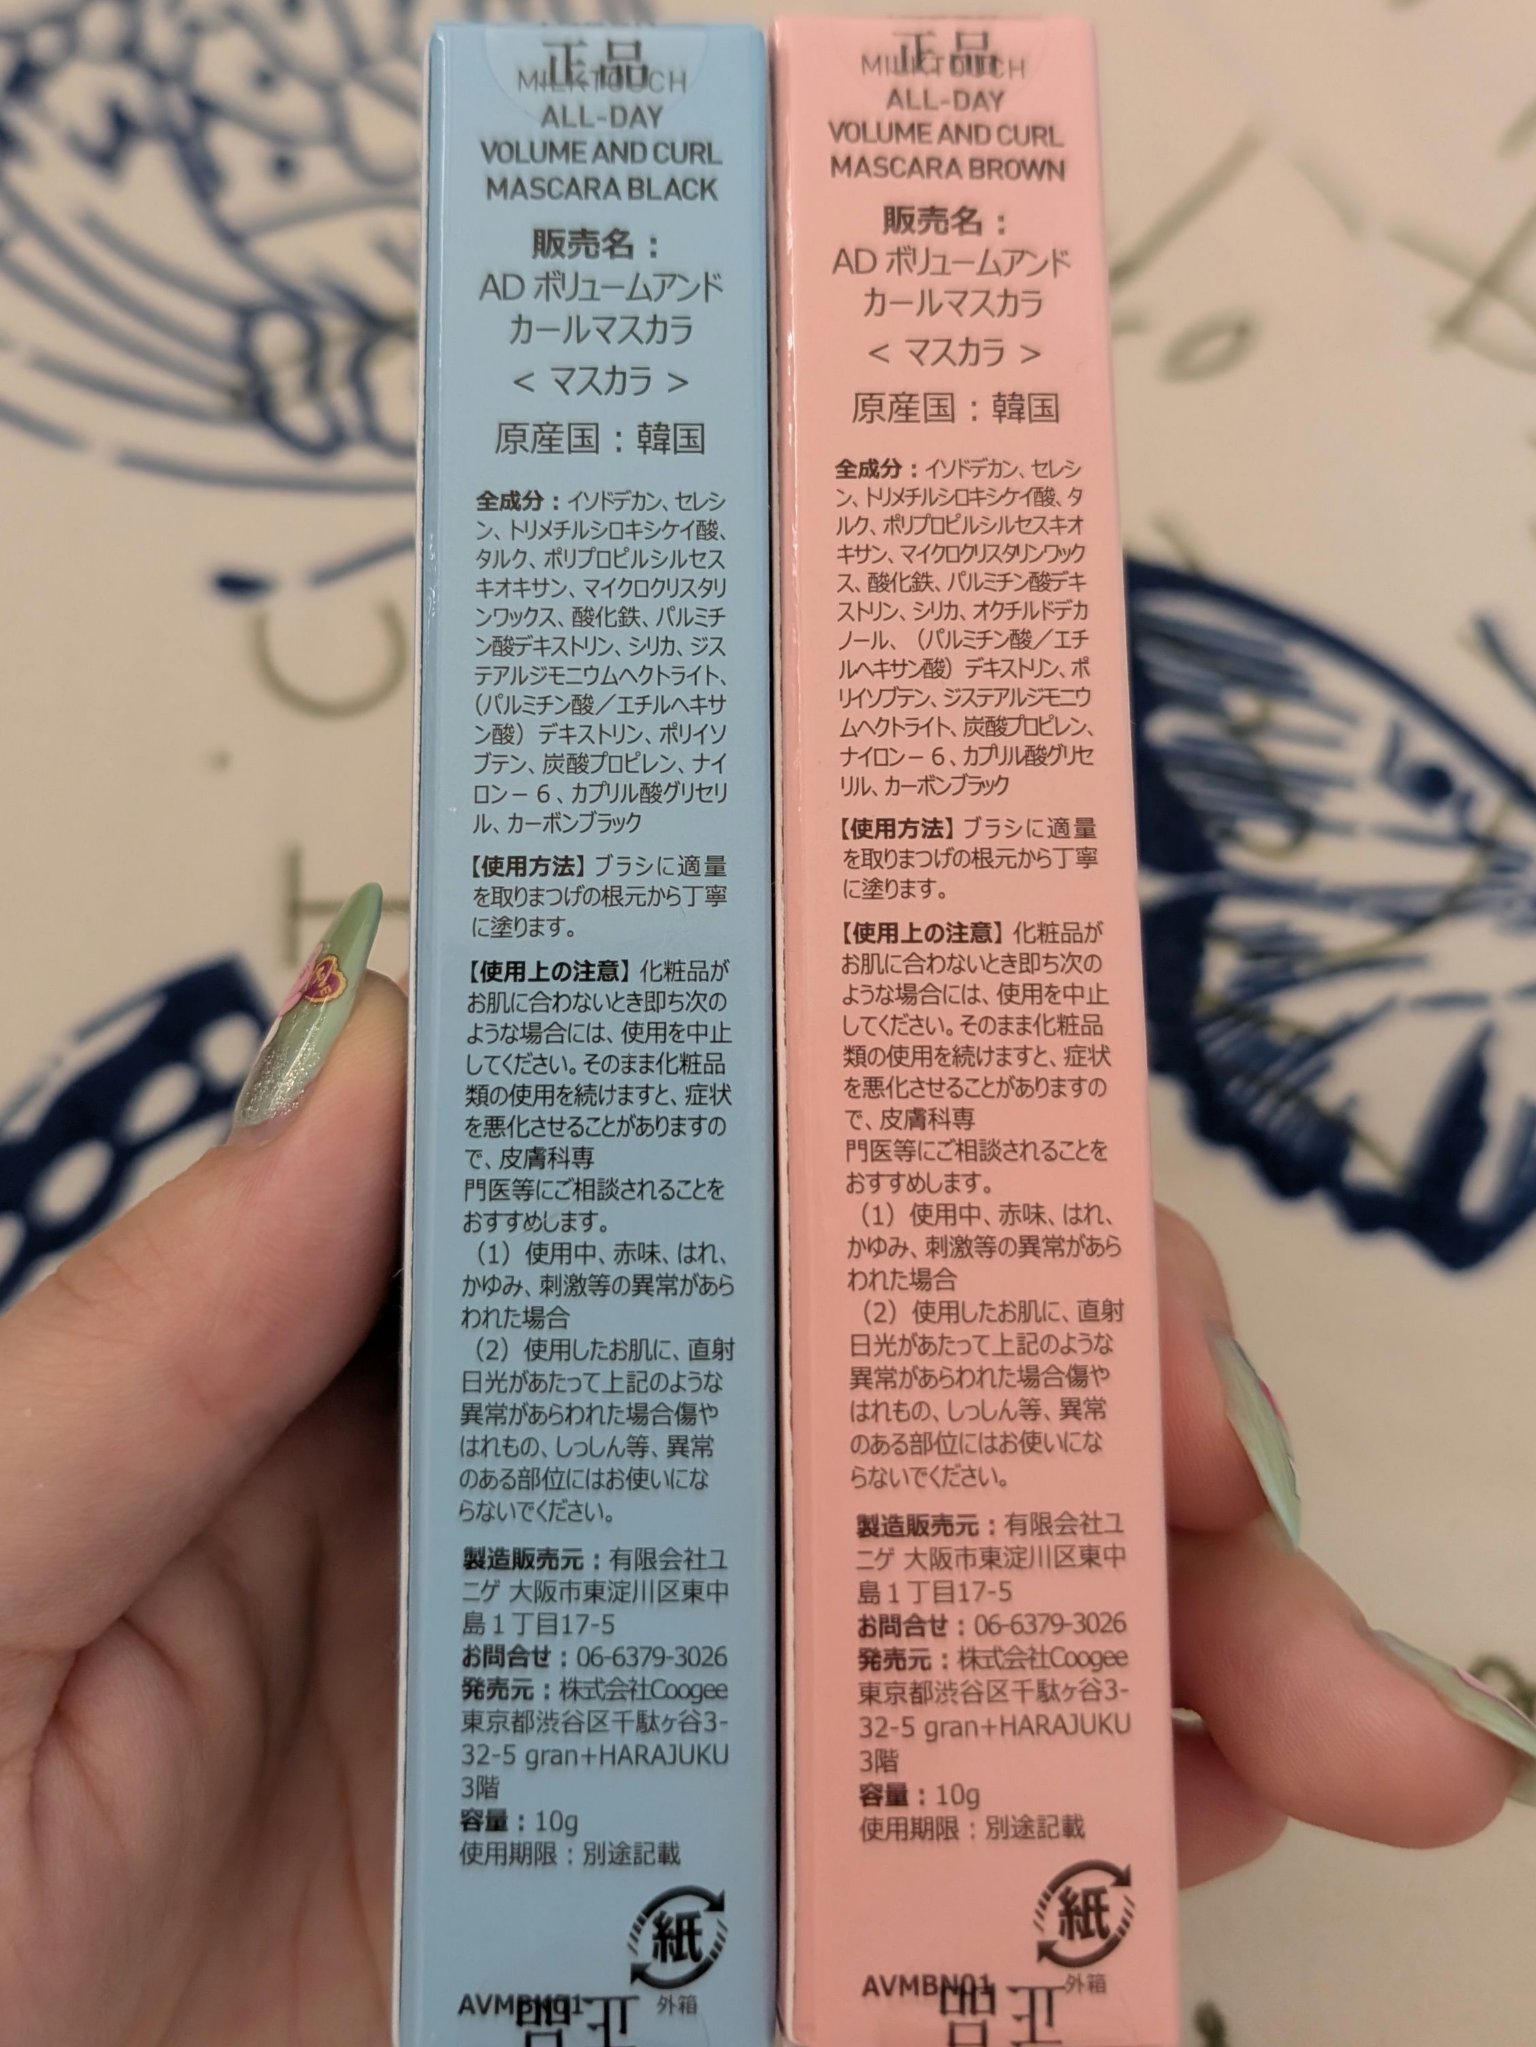 正品
MILKTOUCH
ALL-DAY
VOLUME AND CURL
MASCARA BLACK
販売名：
AD ボリュームアンド
カールマスカラ
< マスカラ >
原産国：韓国
全成分：イソドデカン、セレシ
ン、トリメチルシロキシケイ酸、
タルク、ポリプロピルシルセス
キオキサン、マイクロクリスタリ
ンワックス、酸化鉄、パルミチ
ン酸デキストリン、シリカ、ジス
テアルジモニウムヘクトライト、
（パルミチン酸／エチルヘキサ
ン酸）デキストリン、ポリイソ
ブテン、炭酸プロピレン、ナイ
ロン－６、カプリル酸グリセリ
ル、カーボンブラック
【使用方法】ブラシに適量
を取りまつげの根元から丁寧
に塗ります。
【使用上の注意】化粧品が
お肌に合わないとき即ち次の
ような場合には、使用を中止
してください。そのまま化粧品
類の使用を続けますと、症状
を悪化させることがありますの
で、皮膚科専
門医等にご相談されることを
おすすめします。
（1）使用中、赤味、はれ、
かゆみ、刺激等の異常があら
われた場合
（2）使用したお肌に、直射
日光があたって上記のような
異常があらわれた場合傷や
はれもの、しっしん等、異常
のある部位にはお使いにな
らないでください。
製造販売元：有限会社ユ
ニゲ 大阪市東淀川区東中
島１丁目17-5
お問合せ：06-6379-3026
発売元：株式会社Coogee
東京都渋谷区千駄ヶ谷3-
32-5 gran+HARAJUKU
3階
容量：10g
使用期限：別途記載
紙
外箱
正品
正品
MILKTOUCH
ALL-DAY
VOLUME AND CURL
MASCARA BROWN
販売名：
AD ボリュームアンド
カールマスカラ
< マスカラ >
原産国：韓国
全成分：イソドデカン、セレシ
ン、トリメチルシロキシケイ酸、タ
ルク、ポリプロピルシルセスキオ
キサン、マイクロクリスタリンワック
ス、酸化鉄、パルミチン酸デキ
ストリン、シリカ、オクチルドデカ
ノール、（パルミチン酸／エチ
ルヘキサン酸）デキストリン、ポ
リイソブテン、ジステアルジモニウ
ムヘクトライト、炭酸プロピレン、
ナイロン－６、カプリル酸グリセ
リル、カーボンブラック
【使用方法】ブラシに適量
を取りまつげの根元から丁寧
に塗ります。
【使用上の注意】化粧品が
お肌に合わないとき即ち次の
ような場合には、使用を中止
してください。そのまま化粧品
類の使用を続けますと、症状
を悪化させることがありますの
で、皮膚科専
門医等にご相談されることを
おすすめします。
（1）使用中、赤味、はれ、
かゆみ、刺激等の異常があら
われた場合
（2）使用したお肌に、直射
日光があたって上記のような
異常があらわれた場合傷や
はれもの、しっしん等、異常
のある部位にはお使いにな
らないでください。
製造販売元：有限会社ユ
ニゲ 大阪市東淀川区東中
島１丁目17-5
お問合せ：06-6379-3026
発売元：株式会社Coogee
東京都渋谷区千駄ヶ谷3-
32-5 gran+HARAJUKU
3階
容量：10g
使用期限：別途記載
紙
AVMBN01
外箱
正品